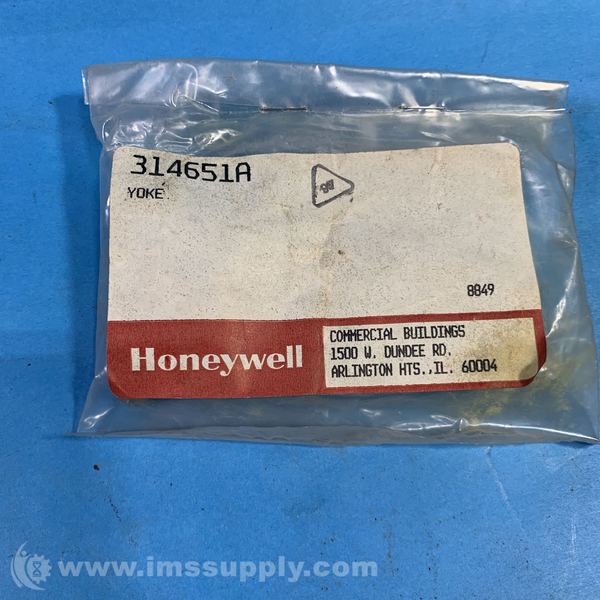 314651A
YOKE
8849
Honeywell
COMMERCIAL BUILDINGS
1500 W. DUNDEE RD.
ARLINGTON HTS.,IL. 60004
www.imssupply.com